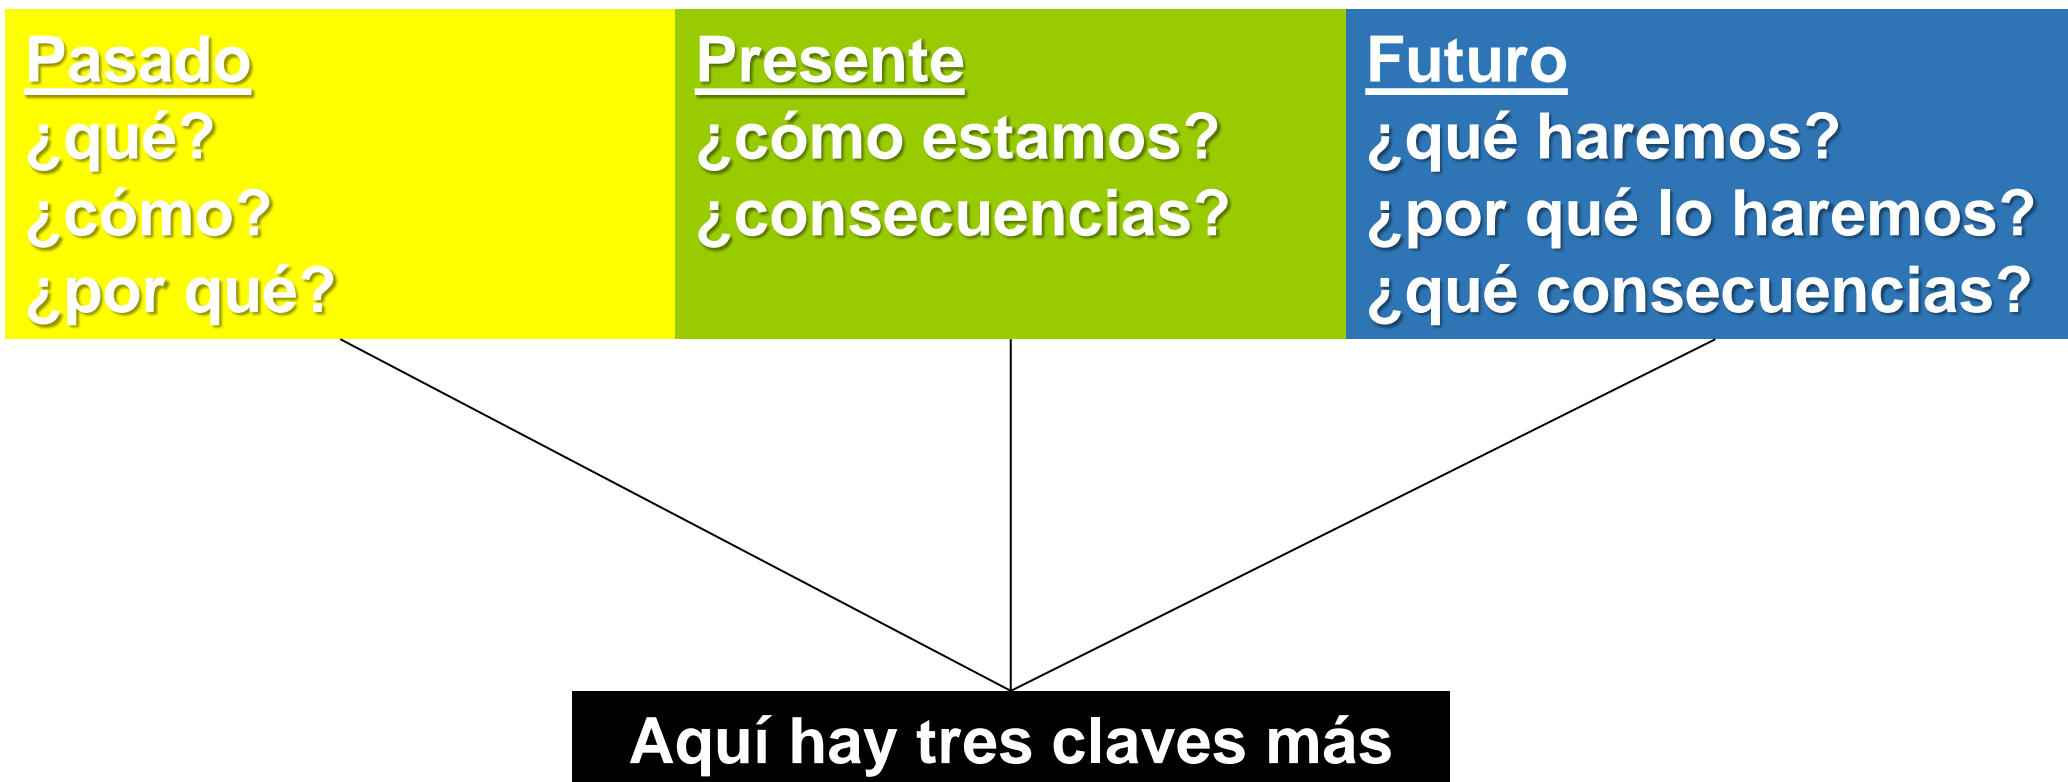 Pasado
¿qué?
¿cómo?
¿por qué?
Presente
¿cómo estamos?
¿consecuencias?
Futuro
¿qué haremos?
¿por qué lo haremos?
¿qué consecuencias?
Aquí hay tres claves más